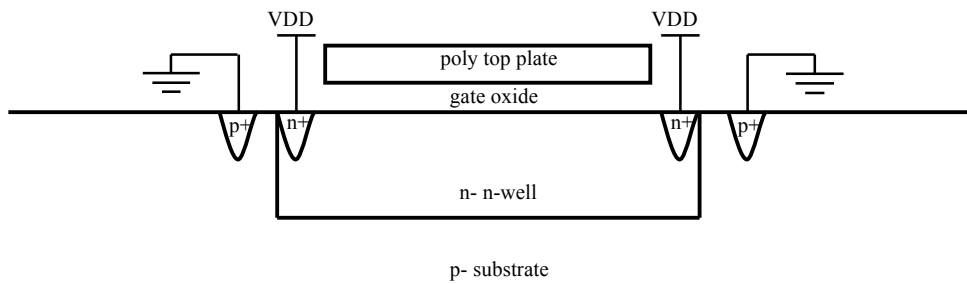 VDD
VDD
poly top plate
gate oxide
p+
n+
n+
p+
n- n-well
p- substrate